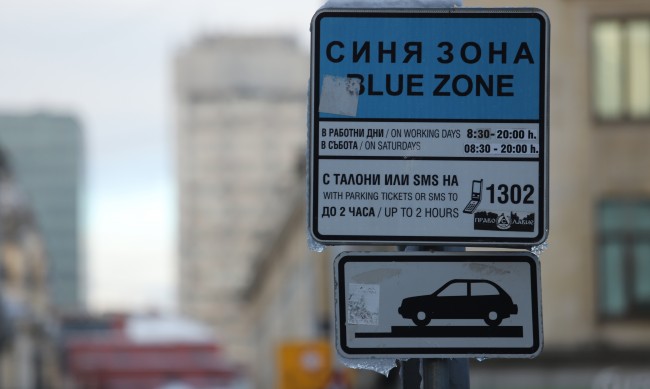 СИНЯ ЗОНА
BLUE ZONE
В РАБОТНИ ДНИ / ON WORKING DAYS 8:30-20:00 h.
В СЪБОТА / ON SATURDAYS 08:30 - 20:00 h.
С ТАЛОНИ ИЛИ SMS НА 1302
WITH PARKING TICKETS OR SMS TO
ДО 2 ЧАСА / UP TO 2 HOURS